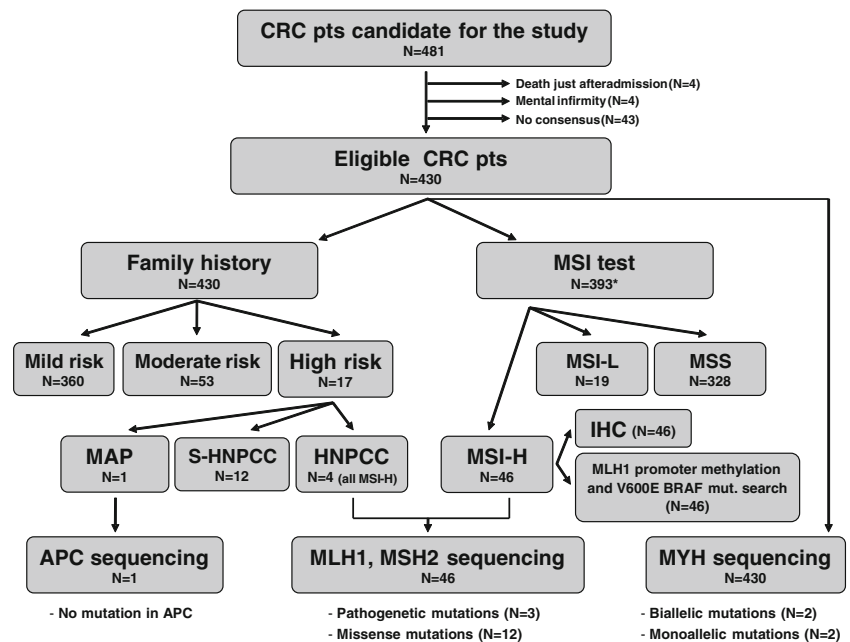 CRC pts candidate for the study
N=481
Death just afteradmission(N=4)
Mental infirmity(N=4)
No consensus(N=43)
Eligible CRC pts
N=430
Family history
N=430
MSI test
N=393*
Mild risk
N=360
Moderate risk
N=53
High risk
N=17
MSI-L
N=19
MSS
N=328
MAP
N=1
S-HNPCC
N=12
HNPCC
N=4 (all MSI-H)
MSI-H
N=46
IHC (N=46)
MLH1 promoter methylation
and V600E BRAF mut. search
(N=46)
APC sequencing
N=1
MLH1, MSH2 sequencing
N=46
MYH sequencing
N=430
- No mutation in APC
- Pathogenetic mutations (N=3)
- Missense mutations (N=12)
- Biallelic mutations (N=2)
- Monoallelic mutations (N=2)